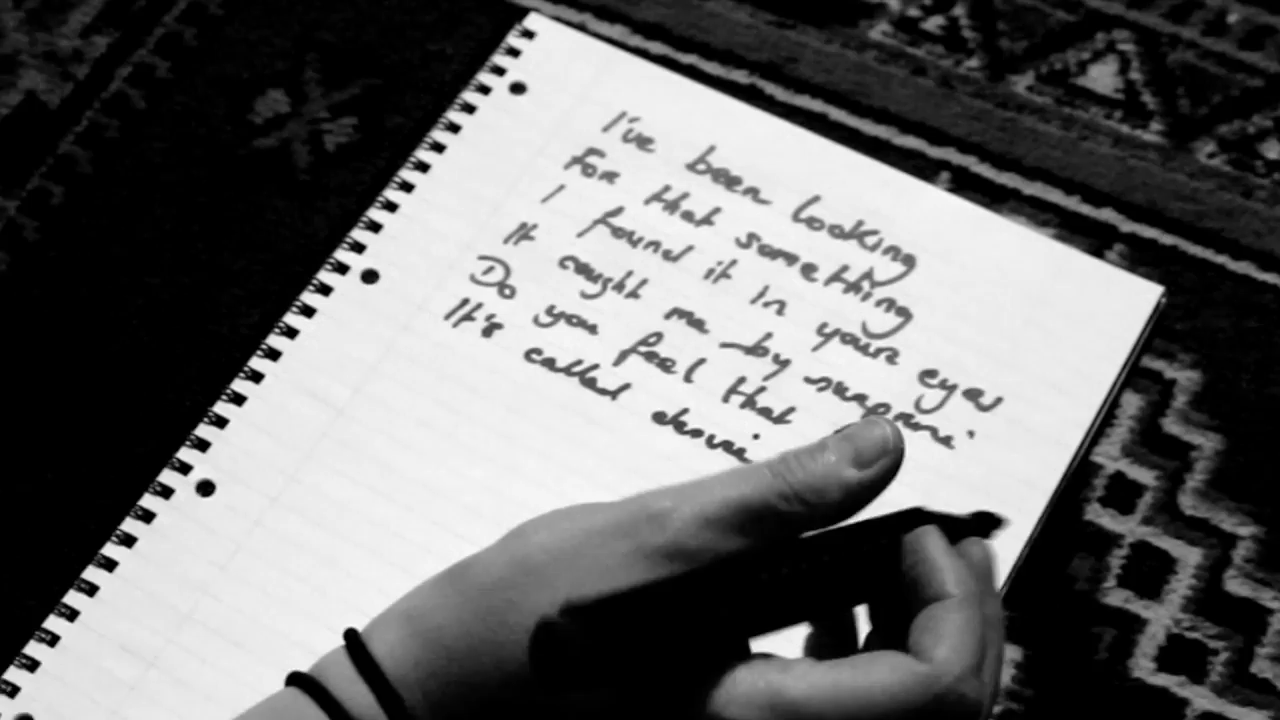 I've been looking
For that something
I found it in your eyes
It caught me by surprise
Do you feel that
It's called desire